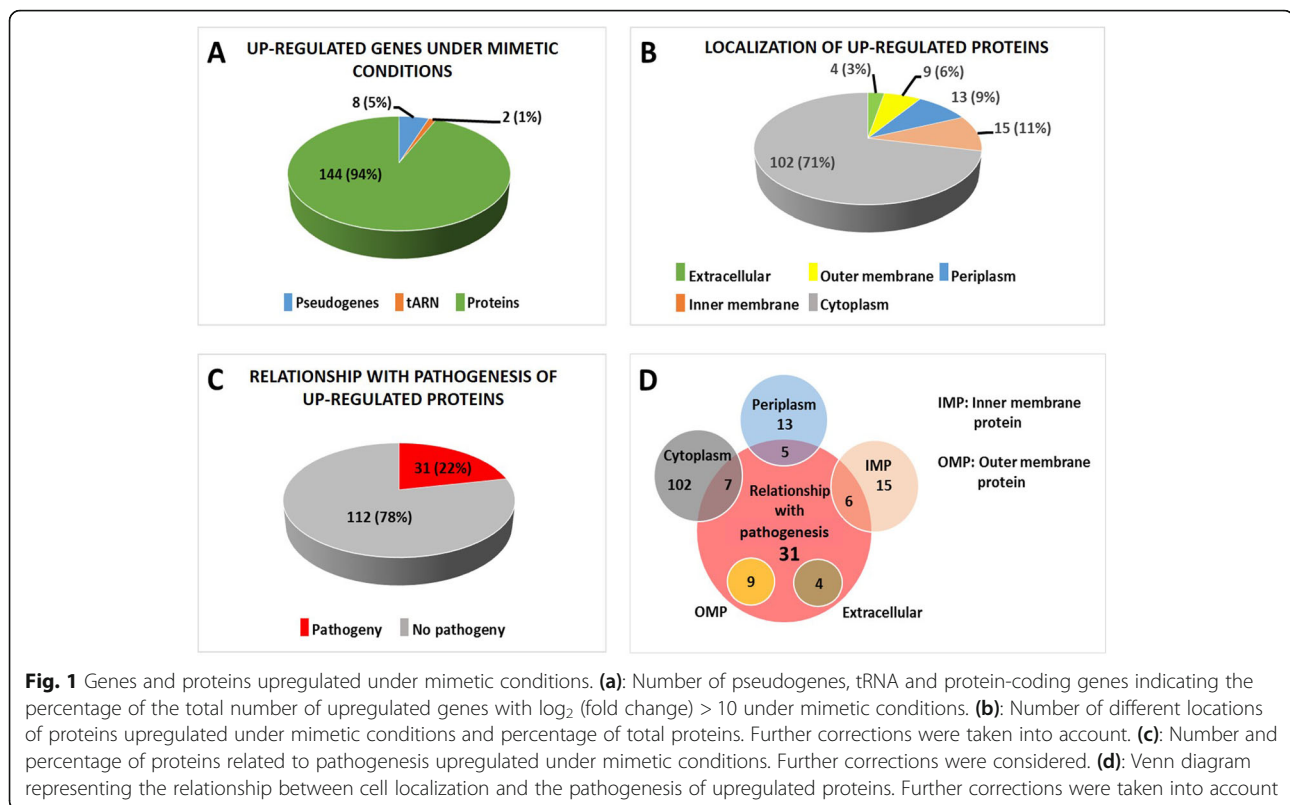 A
UP-REGULATED GENES UNDER MIMETIC
CONDITIONS
8 (5%)
2 (1%)
144 (94%)
Pseudogenes tARN Proteins
B
LOCALIZATION OF UP-REGULATED PROTEINS
4 (3%)
9 (6%)
13 (9%)
15 (11%)
102 (71%)
Extracellular Outer membrane Periplasm
Inner membrane Cytoplasm
C
RELATIONSHIP WITH PATHOGENESIS OF
UP-REGULATED PROTEINS
31 (22%)
112 (78%)
Pathogeny No pathogeny
D
Periplasm
13
5
Cytoplasm
102
7
IMP
15
6
Relationship
with
pathogenesis
31
9
4
OMP
Extracellular
IMP: Inner membrane
protein
OMP: Outer membrane
protein
Fig. 1 Genes and proteins upregulated under mimetic conditions. (a): Number of pseudogenes, tRNA and protein-coding genes indicating the
percentage of the total number of upregulated genes with log₂ (fold change) > 10 under mimetic conditions. (b): Number of different locations
of proteins upregulated under mimetic conditions and percentage of total proteins. Further corrections were taken into account. (c): Number and
percentage of proteins related to pathogenesis upregulated under mimetic conditions. Further corrections were considered. (d): Venn diagram
representing the relationship between cell localization and the pathogenesis of upregulated proteins. Further corrections were taken into account